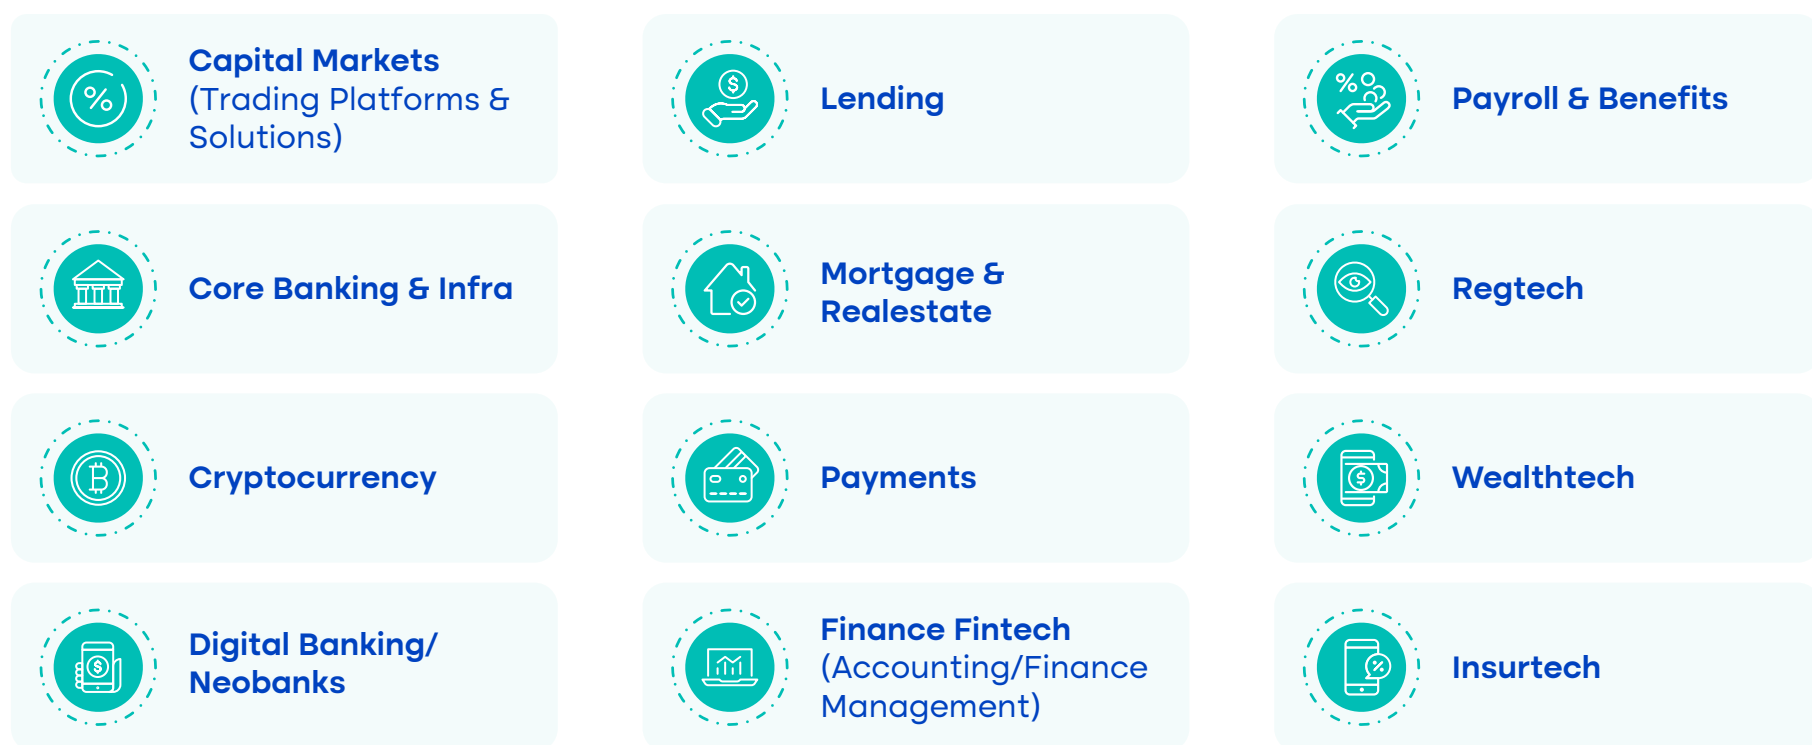 Capital Markets
(Trading Platforms &
Solutions)
Lending
Payroll & Benefits
Core Banking & Infra
Mortgage &
Realestate
Regtech
Cryptocurrency
Payments
Wealthtech
Digital Banking/
Neobanks
Finance Fintech
(Accounting/Finance
Management)
Insurtech